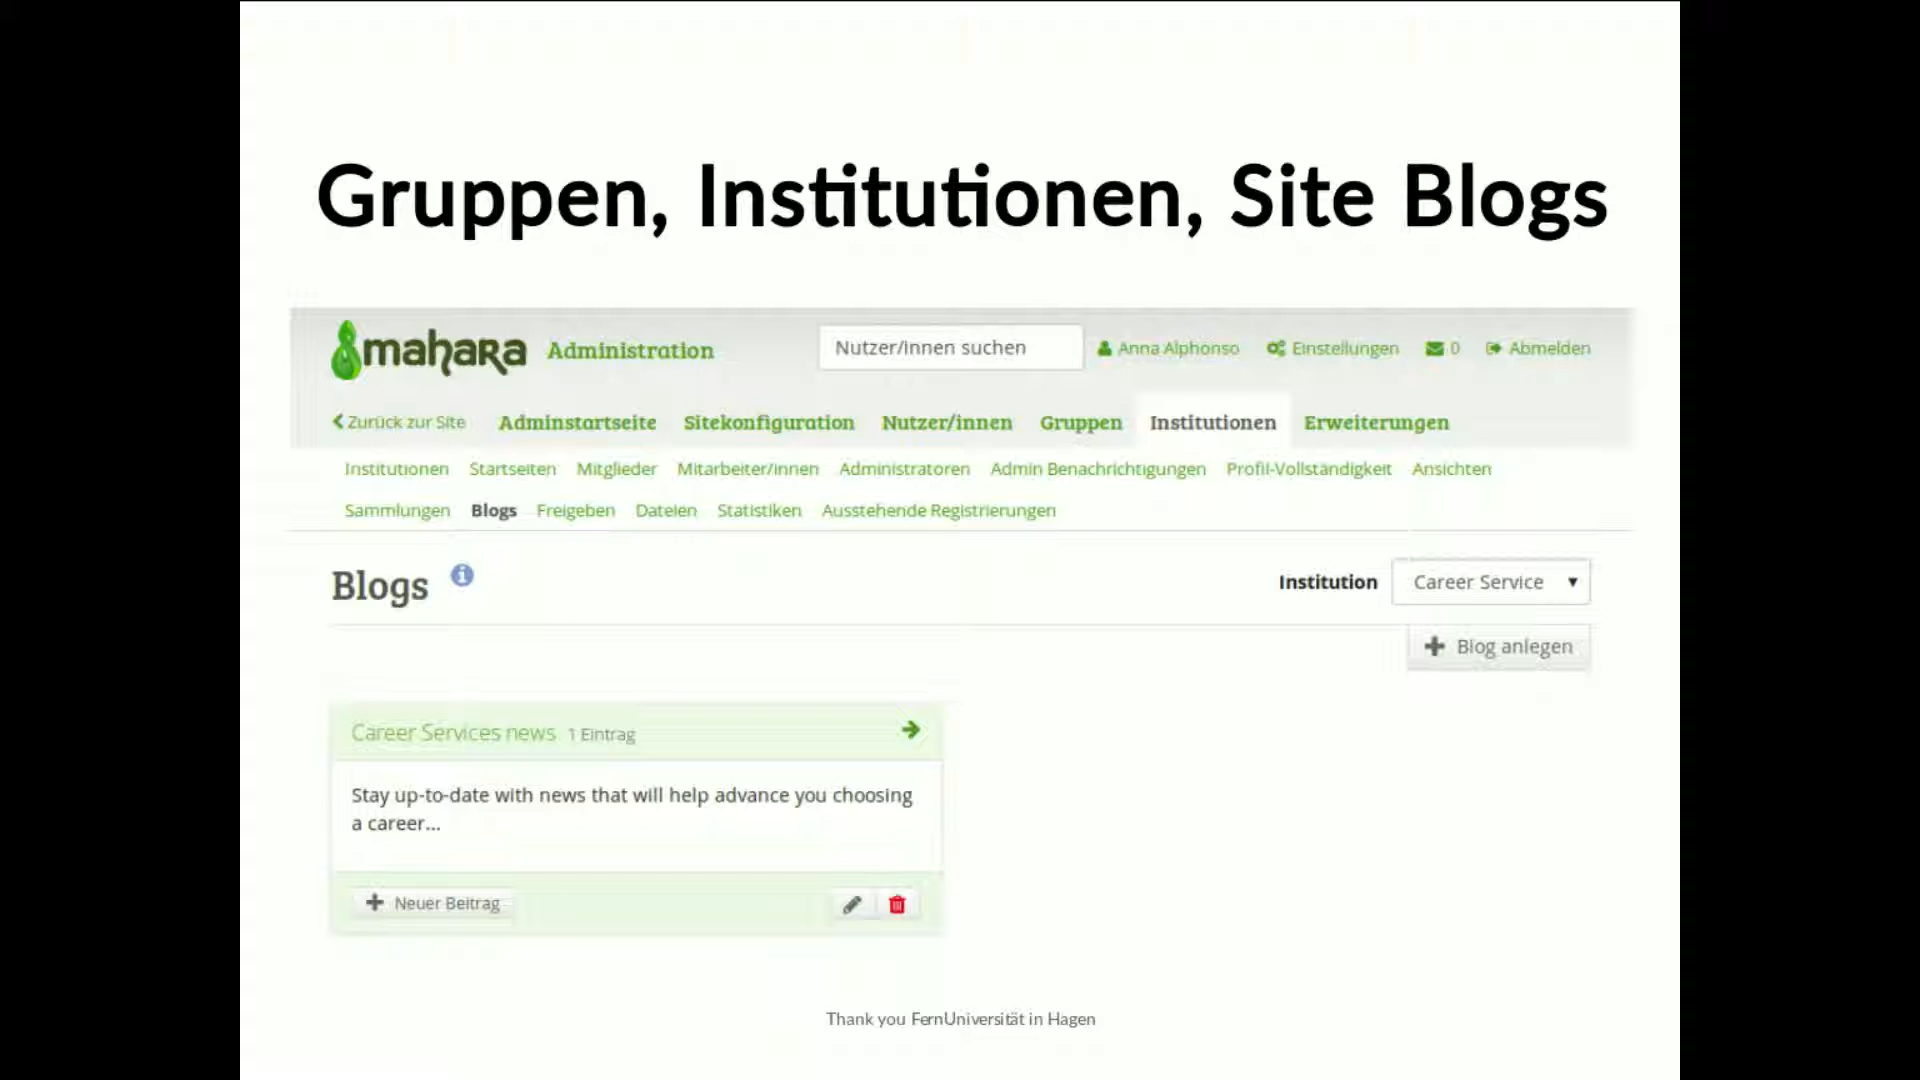 Gruppen, Institutionen, Site Blogs
mahara Administration Nutzer/innen suchen Anna Alphonso Einstellungen 0 Abmelden
Zurück zur Site Adminstartseite Sitekonfiguration Nutzer/innen Gruppen Institutionen Erweiterungen
Institutionen Startseiten Mitglieder Mitarbeiter/innen Administratoren Admin Benachrichtigungen Profil-Vollständigkeit Ansichten
Sammlungen Blogs Freigeben Dateien Statistiken Ausstehende Registrierungen
Blogs Institution Career Service
Blog anlegen
Career Services news 1 Eintrag
Stay up-to-date with news that will help advance you choosing
a career...
Neuer Beitrag
Thank you FernUniversität in Hagen